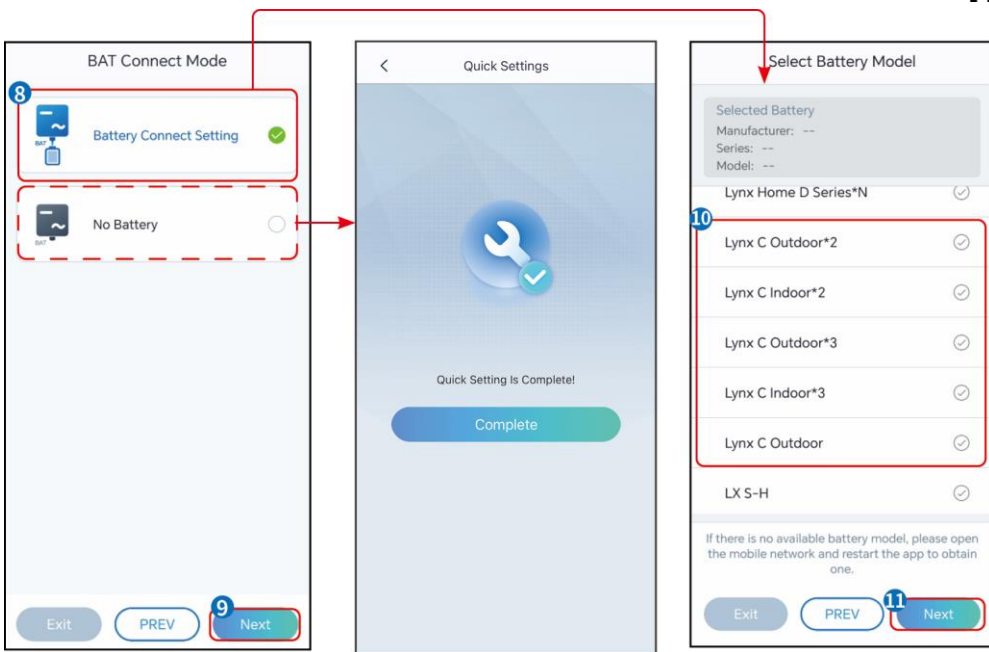 BAT Connect Mode
8
BAT
Battery Connect Setting
BAT
No Battery
Exit
PREV
9
Next
Quick Settings
Quick Setting Is Complete!
Complete
Select Battery Model
Selected Battery
Manufacturer: --
Series: --
Model: --
Lynx Home D Series*N
10
Lynx C Outdoor*2
Lynx C Indoor*2
Lynx C Outdoor*3
Lynx C Indoor*3
Lynx C Outdoor
LX S-H
If there is no available battery model, please open
the mobile network and restart the app to obtain
one.
Exit
PREV
11
Next